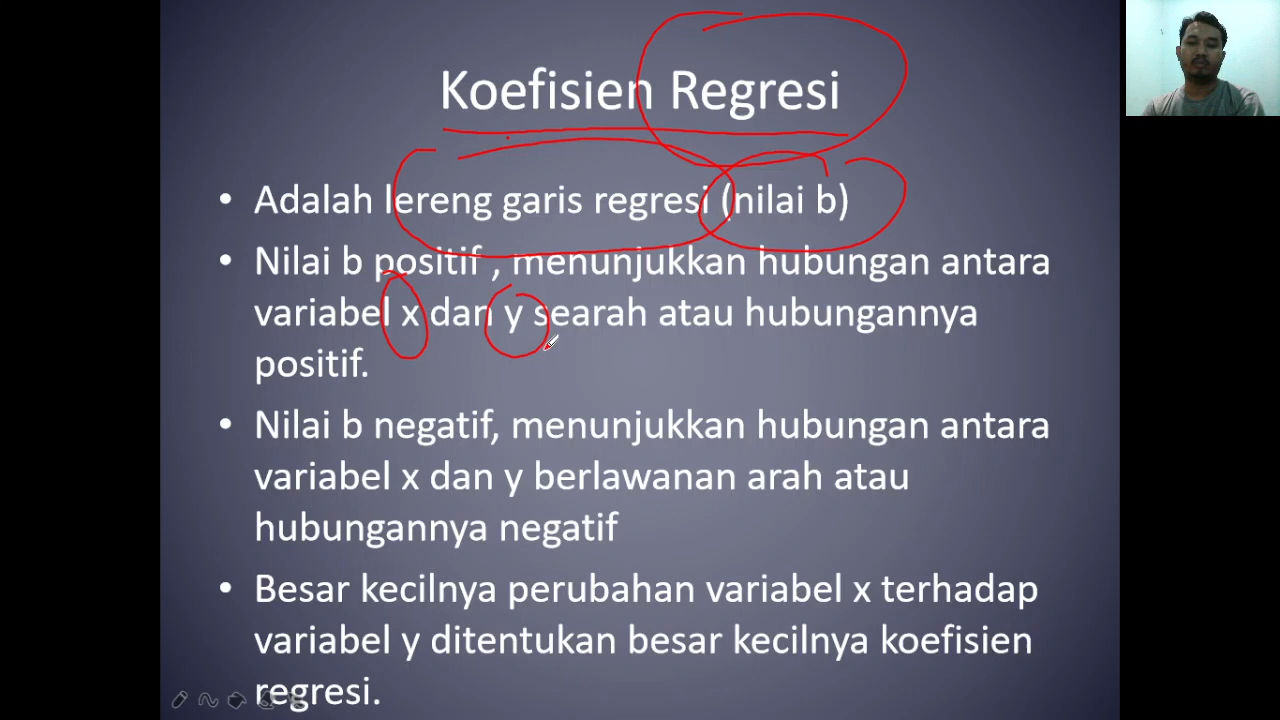 Koefisien Regresi
• Adalah lereng garis regresi (nilai b)
• Nilai b positif , menunjukkan hubungan antara
variabel x dan y searah atau hubungannya
positif.
• Nilai b negatif, menunjukkan hubungan antara
variabel x dan y berlawanan arah atau
hubungannya negatif
• Besar kecilnya perubahan variabel x terhadap
variabel y ditentukan besar kecilnya koefisien
regresi.